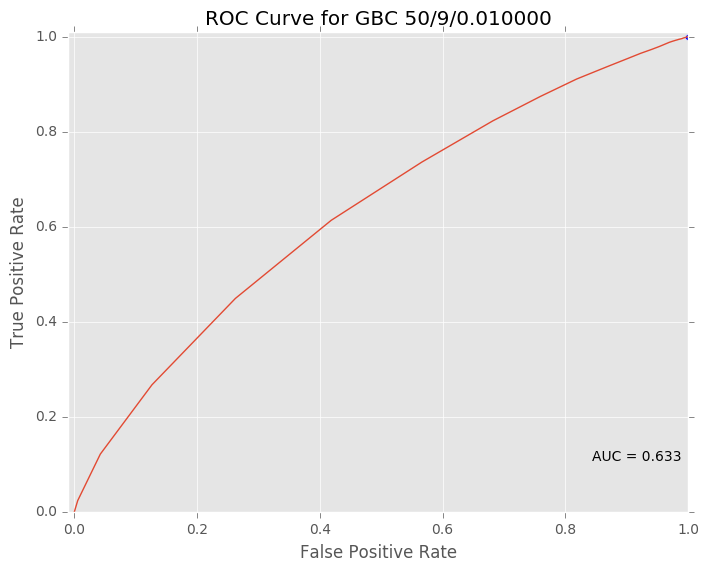 ROC Curve for GBC 50/9/0.010000
1.0
0.8
0.6
0.4
0.2
0.0
True Positive Rate
AUC = 0.633
0.0 0.2 0.4 0.6 0.8 1.0
False Positive Rate